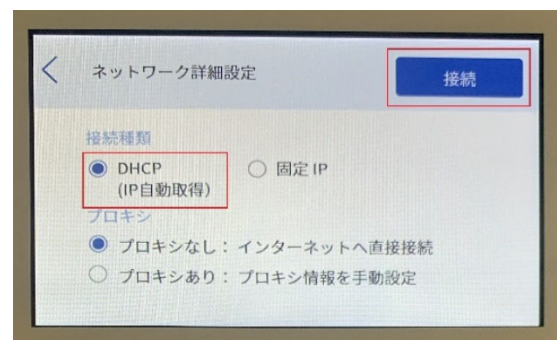 ネットワーク詳細設定
接続
接続種類
DHCP
(IP自動取得)
固定 IP
プロキシ
プロキシなし： インターネットへ直接接続
プロキシあり： プロキシ情報を手動設定